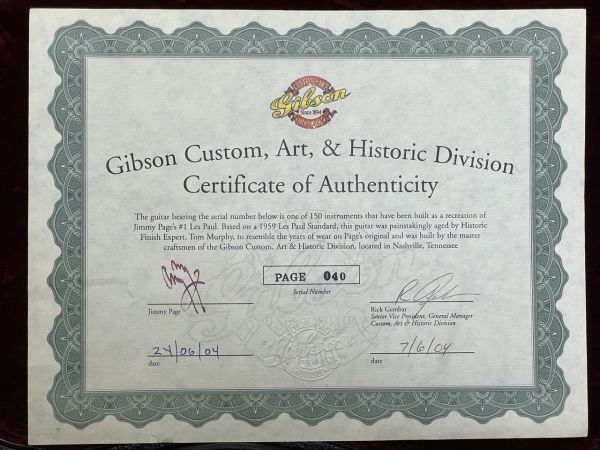 CUSTOM ART
Gibson
Since 1894
HISTORIC
Gibson Custom, Art, & Historic Division
Certificate of Authenticity
The guitar bearing the serial number below is one of 150 instruments that have been built as a recreation of
Jimmy Page's #1 Les Paul. Based on a 1959 Les Paul Standard, this guitar was painstakingly aged by Historic
Finish Expert, Tom Murphy, to resemble the years of wear on Page's original and was built by the master
craftsmen of the Gibson Custom, Art & Historic Division, located in Nashville, Tennessee
PAGE 040
Serial Number
Jimmy Page
Rick Gembar
Senior Vice President, General Manager
Custom, Art & Historic Division
24/06/04
7/6/04
date
date